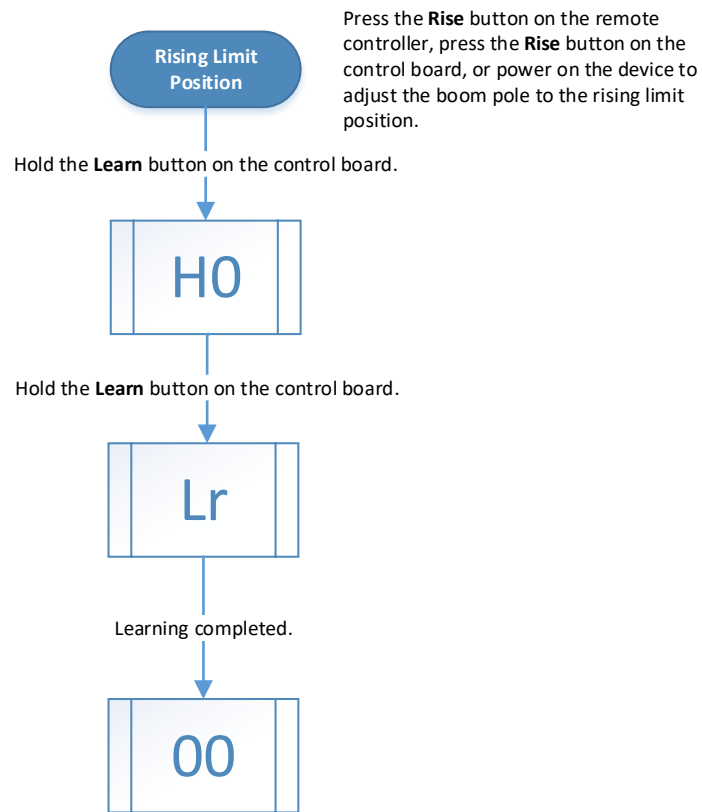 Rising Limit
Position
Press the Rise button on the remote
controller, press the Rise button on the
control board, or power on the device to
adjust the boom pole to the rising limit
position.
Hold the Learn button on the control board.
H0
Hold the Learn button on the control board.
Lr
Learning completed.
00